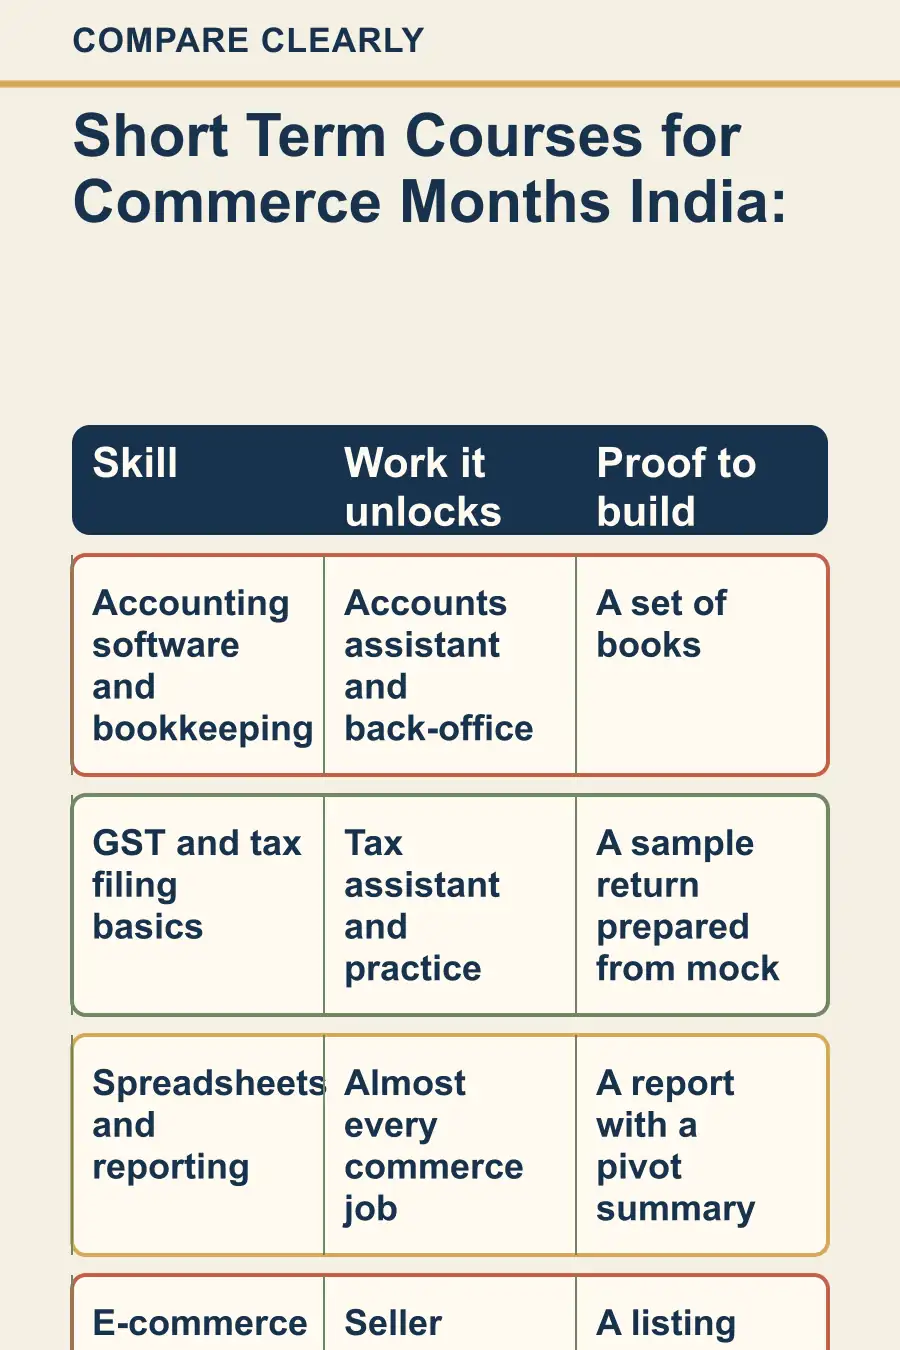 COMPARE CLEARLY
Short Term Courses for
Commerce Months India:
Skill
Work it
unlocks
Proof to
build
Accounting
software
and
bookkeeping
Accounts
assistant
and
back-office
A set of
books
GST and tax
filing
basics
Tax
assistant
and
practice
A sample
return
prepared
from mock
Spreadsheets
and
reporting
Almost
every
commerce
job
A report
with a
pivot
summary
E-commerce
Seller
A listing